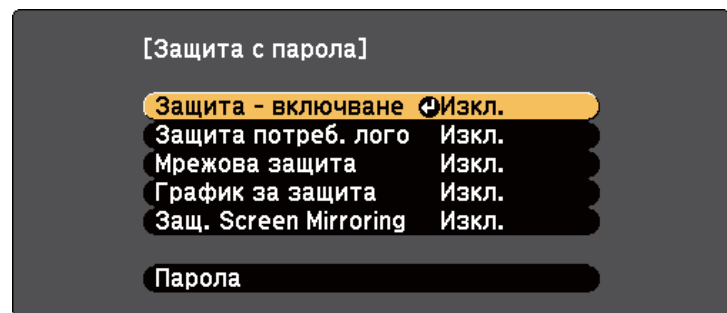 [Защита с парола]
Защита - включване Изкл.
Защита потреб. лого Изкл.
Мрежова защита Изкл.
График за защита Изкл.
Защ. Screen Mirroring Изкл.
Парола